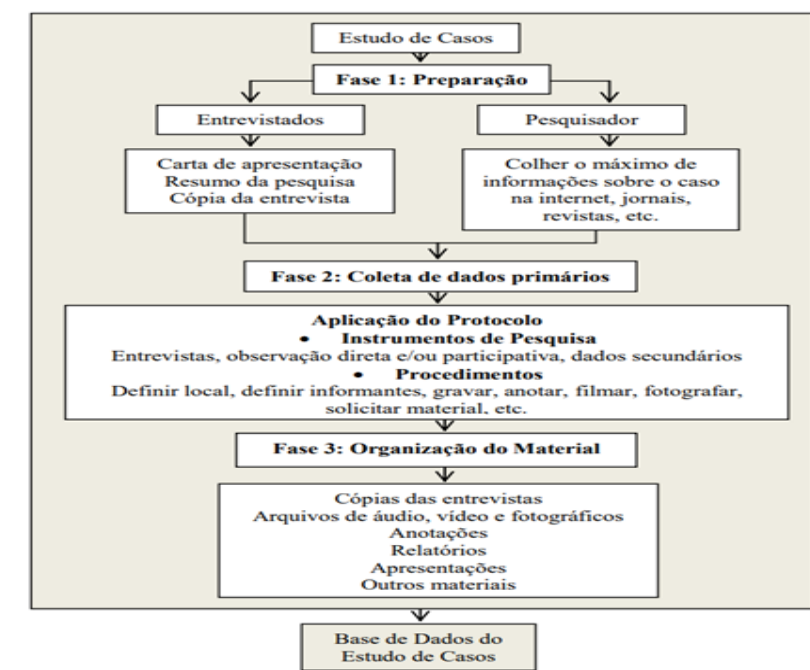 Estudo de Casos
Fase 1: Preparação
Entrevistados
Pesquisador
Carta de apresentação
Resumo da pesquisa
Cópia da entrevista
Colher o máximo de
informações sobre o caso
na internet, jornais,
revistas, etc.
Fase 2: Coleta de dados primários
Aplicação do Protocolo
• Instrumentos de Pesquisa
Entrevistas, observação direta e/ou participativa, dados secundários
• Procedimentos
Definir local, definir informantes, gravar, anotar, filmar, fotografar,
solicitar material, etc.
Fase 3: Organização do Material
Cópias das entrevistas
Arquivos de áudio, vídeo e fotográficos
Anotações
Relatórios
Apresentações
Outros materiais
Base de Dados do
Estudo de Casos